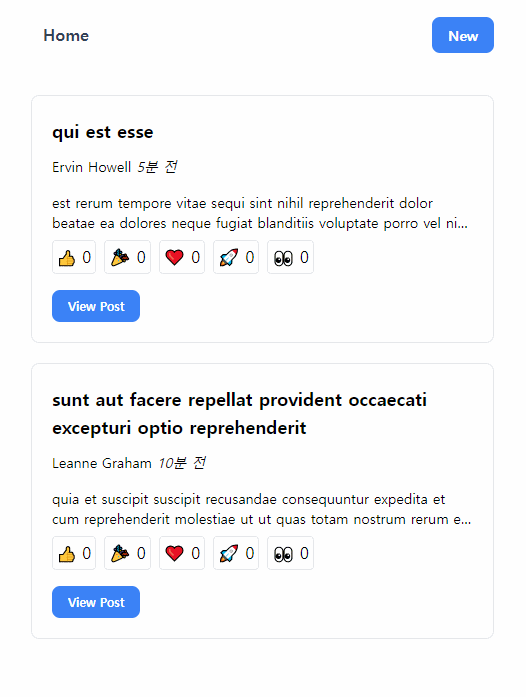 Home
New
qui est esse
Ervin Howell 5분 전
est rerum tempore vitae sequi sint nihil reprehenderit dolor
beatae ea dolores neque fugiat blanditiis voluptate porro vel ni...
👍 0 🎉 0 ❤️ 0 🚀 0 👀 0
View Post
sunt aut facere repellat provident occaecati
excepturi optio reprehenderit
Leanne Graham 10분 전
quia et suscipit suscipit recusandae consequuntur expedita et
cum reprehenderit molestiae ut ut quas totam nostrum rerum e...
👍 0 🎉 0 ❤️ 0 🚀 0 👀 0
View Post